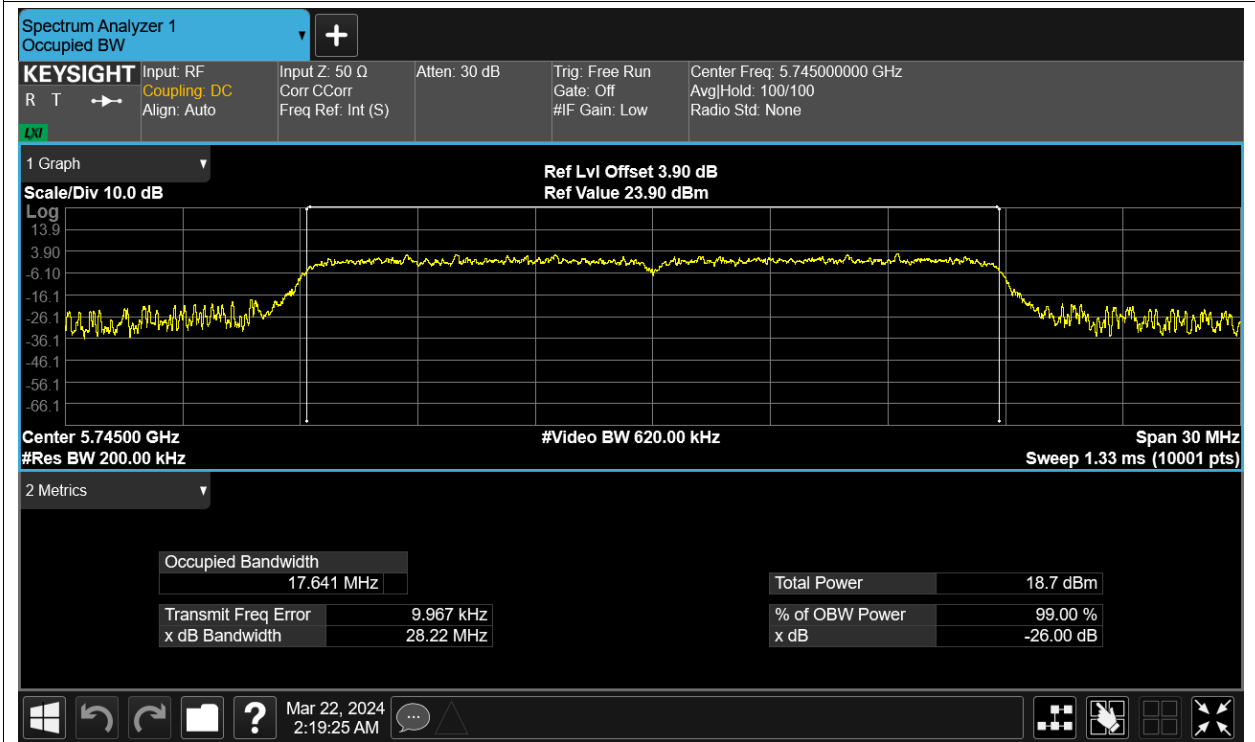 Spectrum Analyzer 1
Occupied BW
KEYSIGHT
R T
LXI
Input: RF
Coupling: DC
Align: Auto
Input Z: 50 Ω
Corr CCorr
Freq Ref: Int (S)
Atten: 30 dB
Trig: Free Run
Gate: Off
#IF Gain: Low
Center Freq: 5.745000000 GHz
Avg|Hold: 100/100
Radio Std: None
1 Graph
Scale/Div 10.0 dB
Ref Lvl Offset 3.90 dB
Ref Value 23.90 dBm
Log
13.9
3.90
-6.10
-16.1
-26.1
-36.1
-46.1
-56.1
-66.1
Center 5.74500 GHz
#Video BW 620.00 kHz
Span 30 MHz
#Res BW 200.00 kHz
Sweep 1.33 ms (10001 pts)
2 Metrics
Occupied Bandwidth
17.641 MHz
Transmit Freq Error 9.967 kHz
x dB Bandwidth 28.22 MHz
Total Power 18.7 dBm
% of OBW Power 99.00 %
x dB -26.00 dB
?
Mar 22, 2024
2:19:25 AM